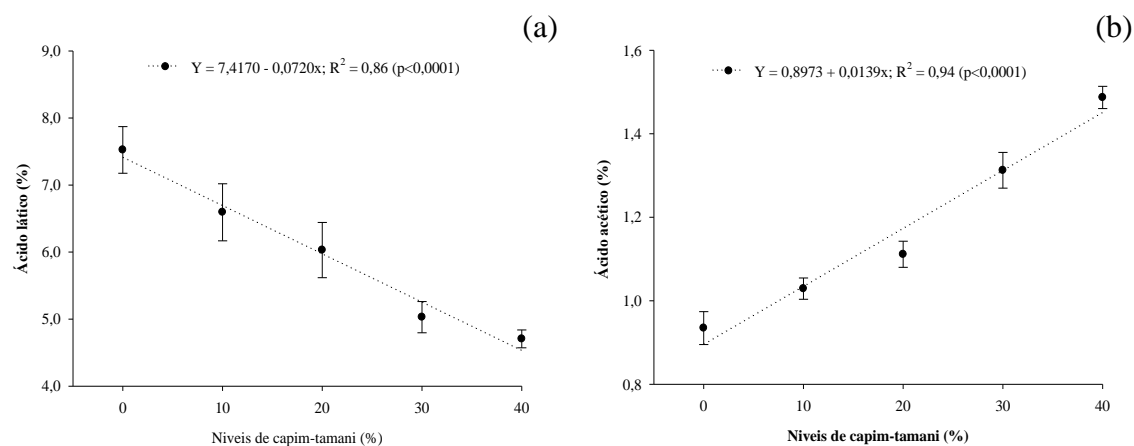 (a)
9,0
8,0
7,0
6,0
5,0
4,0
Ácido lático (%)
Y = 7,4170 - 0,0720x; R² = 0,86 (p<0,0001)
0 10 20 30 40
Niveis de capim-tamani (%)
(b)
1,6
1,4
1,2
1,0
0,8
Ácido acético (%)
Y = 0,8973 + 0,0139x; R² = 0,94 (p<0,0001)
0 10 20 30 40
Niveis de capim-tamani (%)